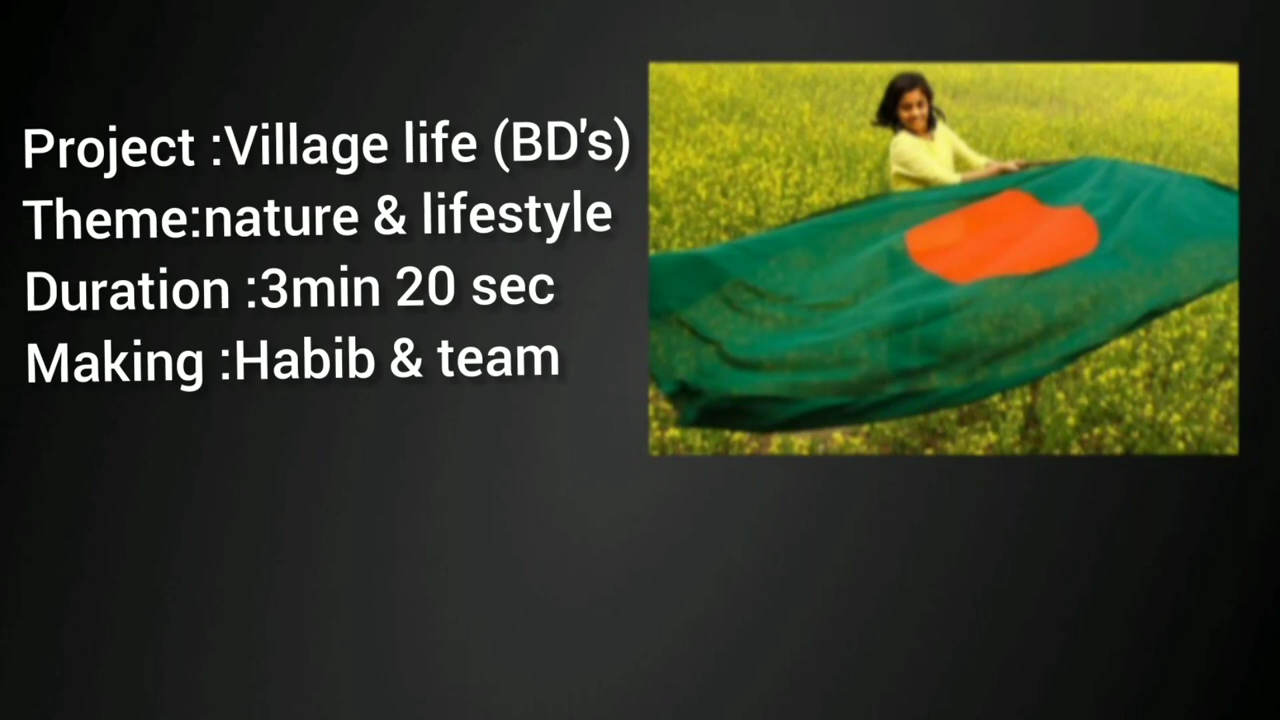 Project :Village life (BD's)
Theme:nature & lifestyle
Duration :3min 20 sec
Making :Habib & team